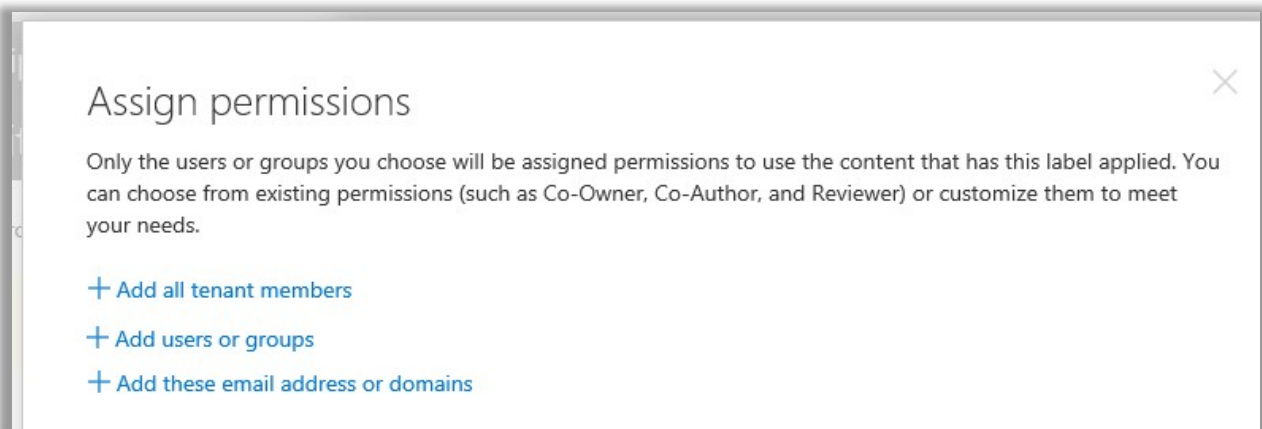 Assign permissions
Only the users or groups you choose will be assigned permissions to use the content that has this label applied. You
can choose from existing permissions (such as Co-Owner, Co-Author, and Reviewer) or customize them to meet
your needs.
Add all tenant members
Add users or groups
Add these email address or domains